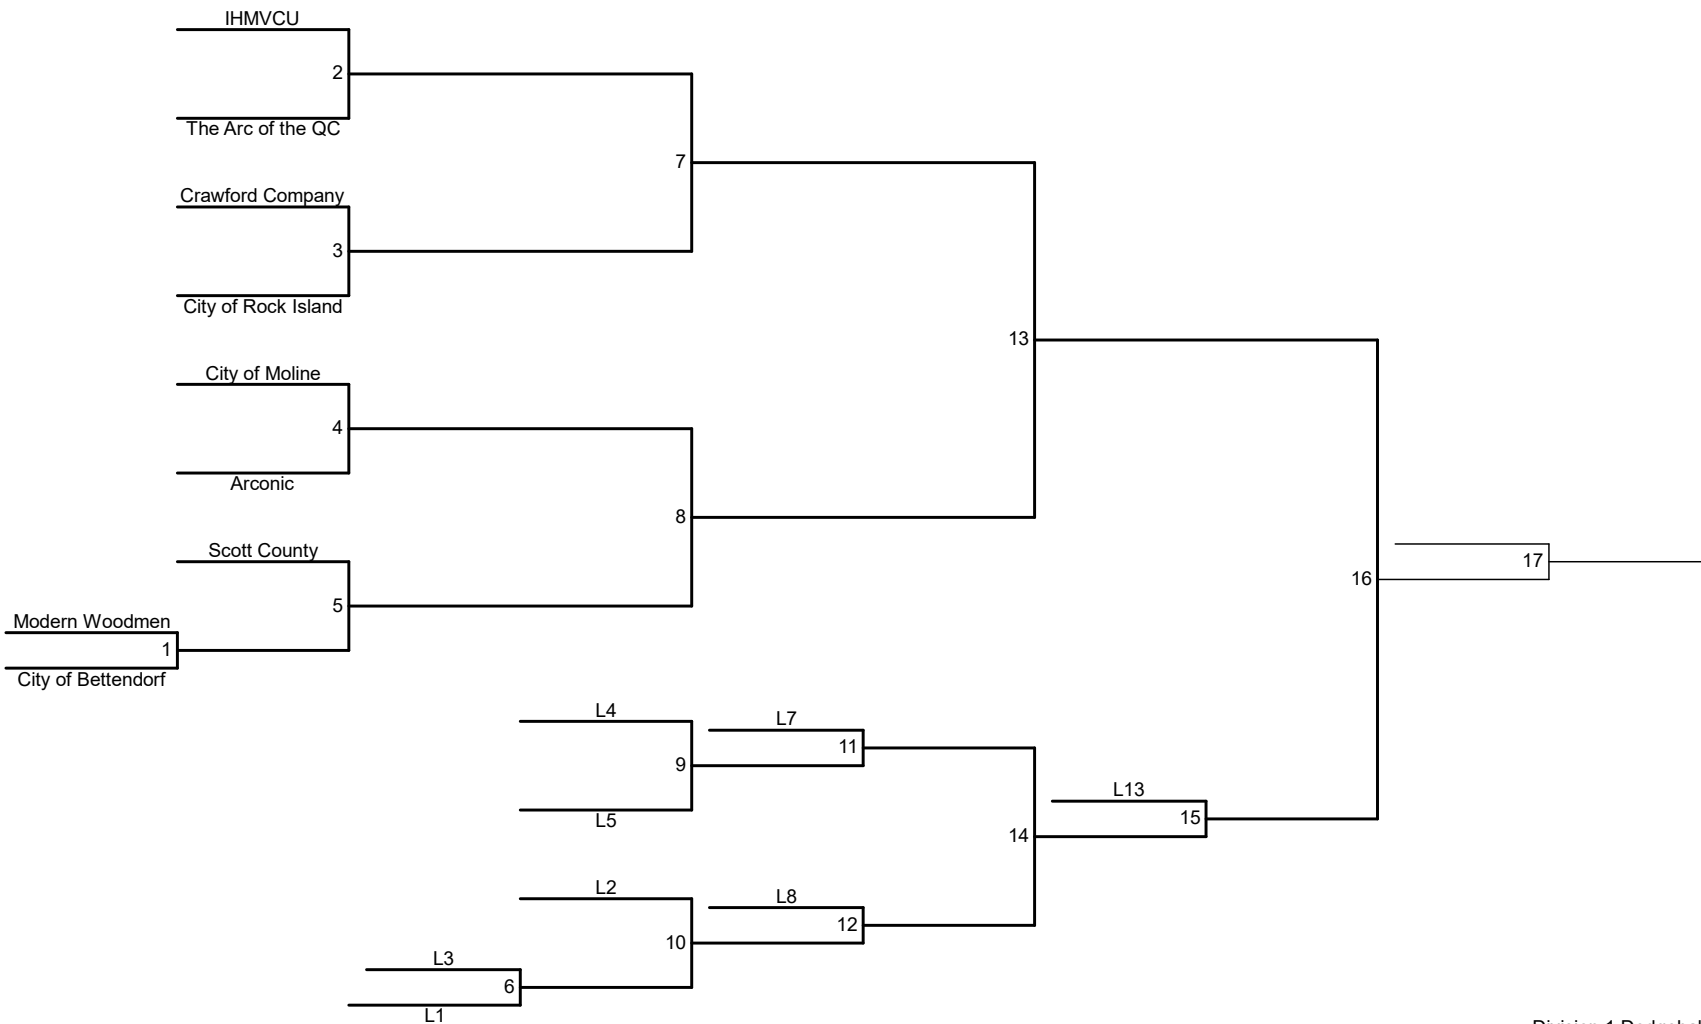 IHMVCU
2
The Arc of the QC
7
Crawford Company
3
City of Rock Island
13
City of Moline
4
Arconic
8
Scott County
17
16
5
Modern Woodmen
1
City of Bettendorf
L4
L7
11
9
L13
15
L5
14
L2
L8
12
10
L3
6
L1